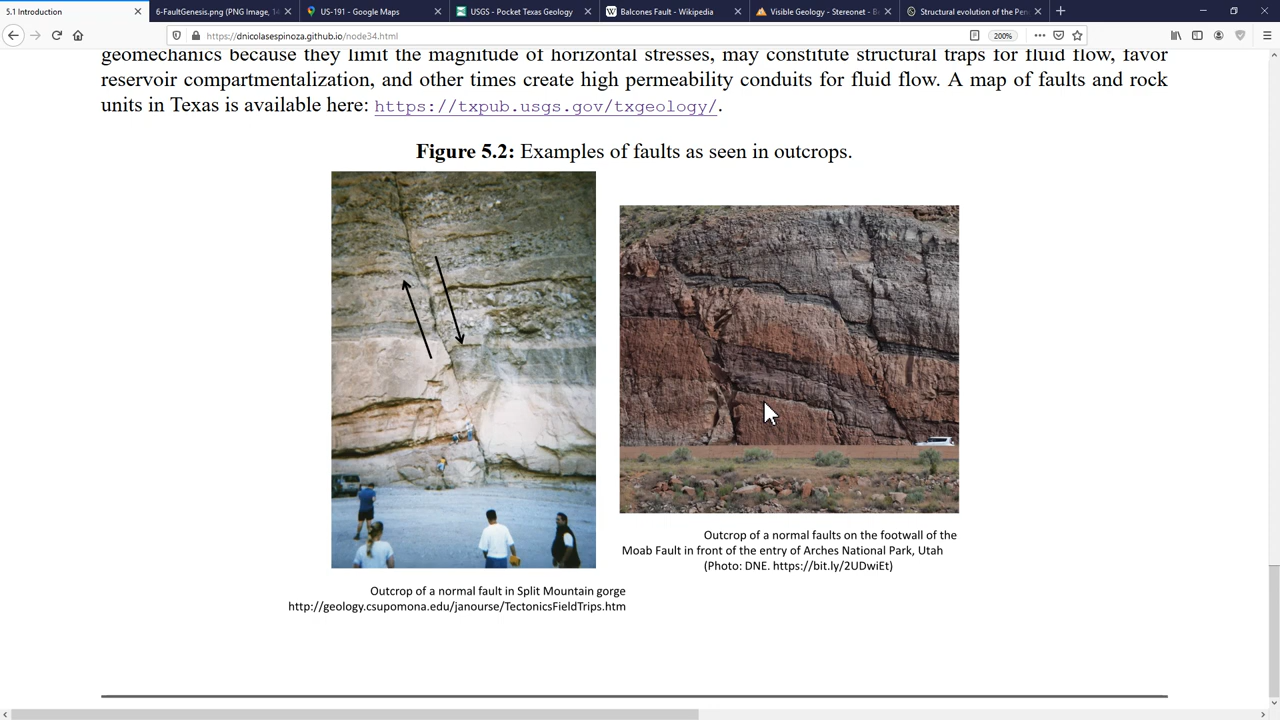 5.1 Introduction
6-FaultGenesis.png (PNG Image, 14
US-191 - Google Maps
USGS - Pocket Texas Geology
Balcones Fault - Wikipedia
Visible Geology - Stereonet - B
Structural evolution of the Pen
https://dnicolasespinoza.github.io/node34.html
200%
geomechanics because they limit the magnitude of horizontal stresses, may constitute structural traps for fluid flow, favor
reservoir compartmentalization, and other times create high permeability conduits for fluid flow. A map of faults and rock
units in Texas is available here: https://txpub.usgs.gov/txgeology/.
Figure 5.2: Examples of faults as seen in outcrops.
Outcrop of a normal faults on the footwall of the
Moab Fault in front of the entry of Arches National Park, Utah
(Photo: DNE. https://bit.ly/2UDwiEt)
Outcrop of a normal fault in Split Mountain gorge
http://geology.csupomona.edu/janourse/TectonicsFieldTrips.htm